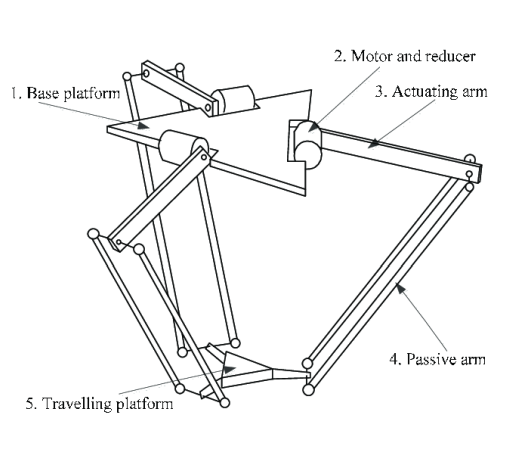 2. Motor and reducer
1. Base platform
3. Actuating arm
4. Passive arm
5. Travelling platform